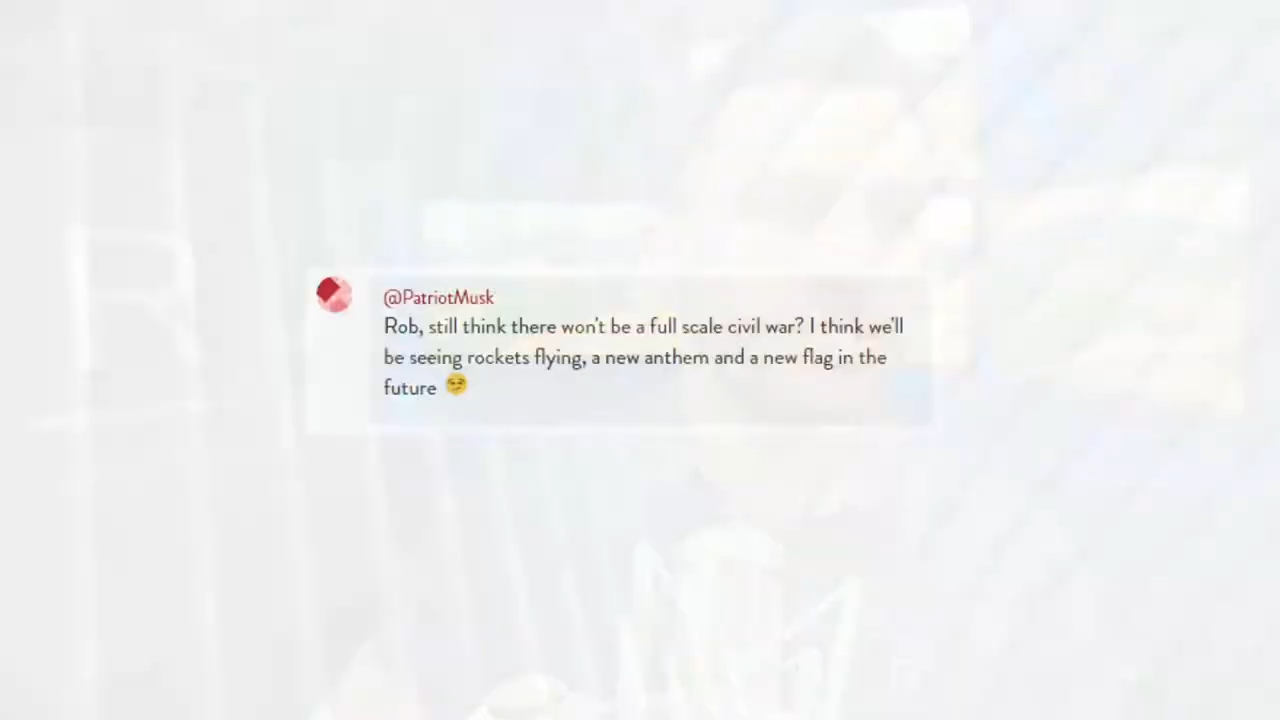 @PatriotMusk
Rob, still think there won't be a full scale civil war? I think we'll
be seeing rockets flying, a new anthem and a new flag in the
future 😏